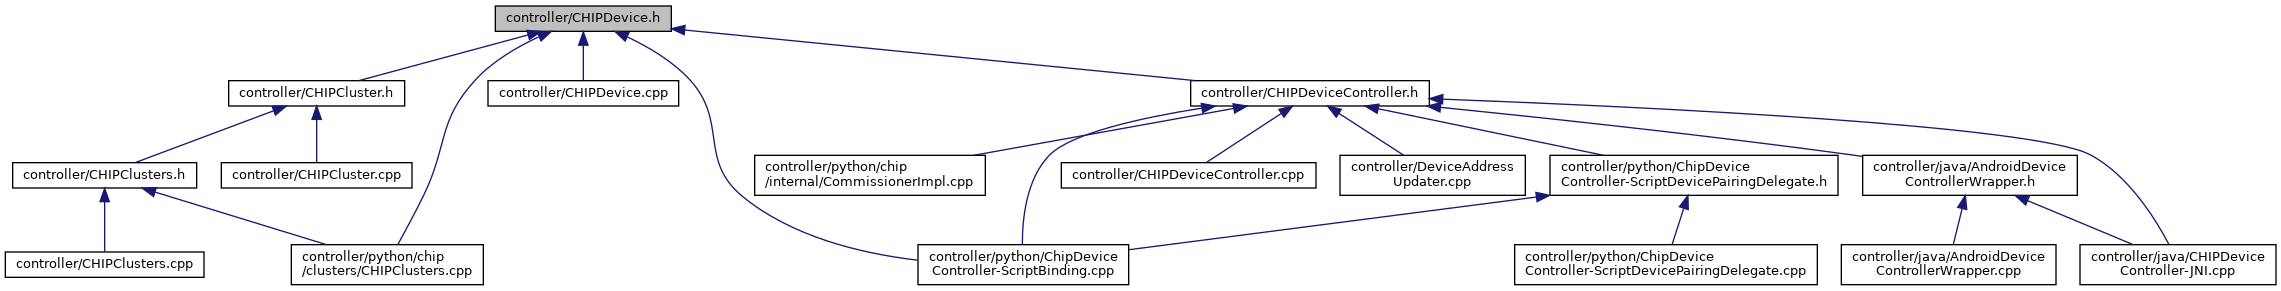 controller/CHIPDevice.h
controller/CHIPCluster.h
controller/CHIPDevice.cpp
controller/CHIPDeviceController.h
controller/CHIPClusters.h
controller/CHIPCluster.cpp
controller/python/chip
/internal/CommissionerImpl.cpp
controller/CHIPDeviceController.cpp
controller/DeviceAddress
Updater.cpp
controller/python/ChipDevice
Controller-ScriptDevicePairingDelegate.h
controller/java/AndroidDevice
ControllerWrapper.h
controller/CHIPClusters.cpp
controller/python/chip
/clusters/CHIPClusters.cpp
controller/python/ChipDevice
Controller-ScriptBinding.cpp
controller/python/ChipDevice
Controller-ScriptDevicePairingDelegate.cpp
controller/java/AndroidDevice
ControllerWrapper.cpp
controller/java/CHIPDevice
Controller-JNI.cpp